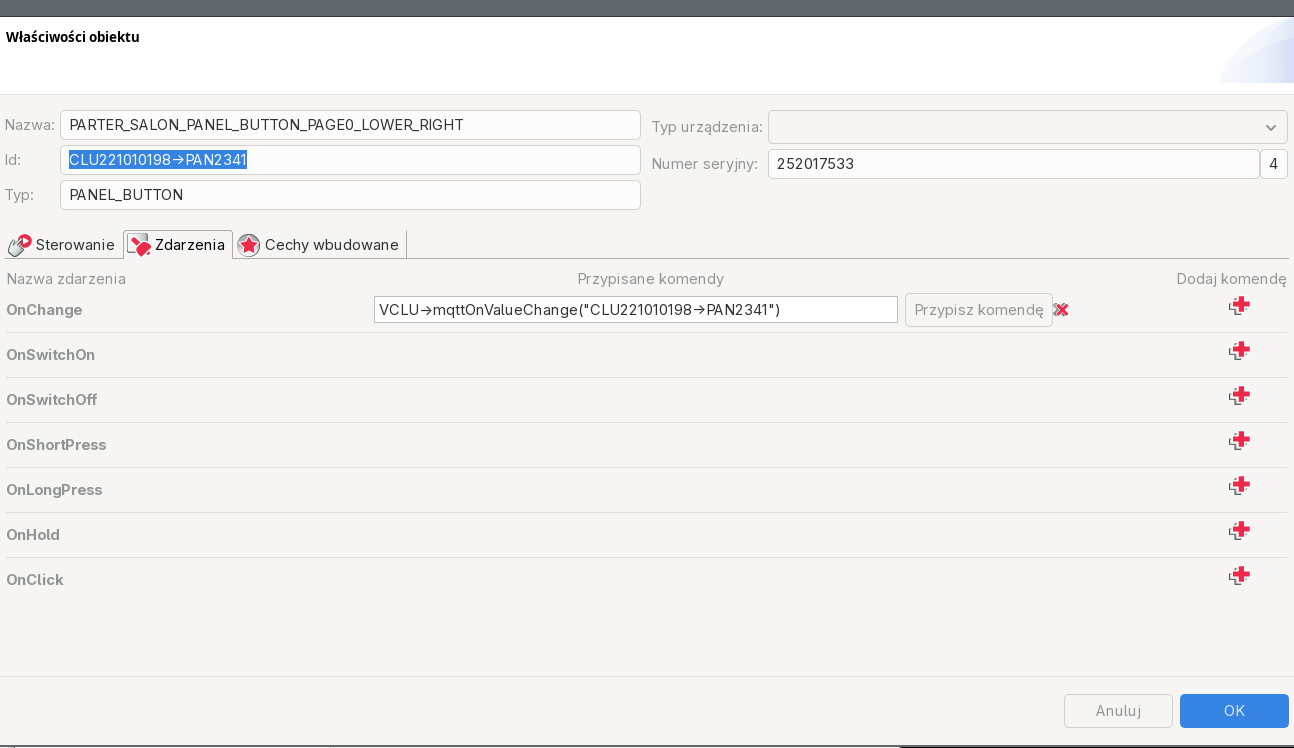 Właściwości obiektu
Nazwa: PARTER_SALON_PANEL_BUTTON_PAGE0_LOWER_RIGHT
Typ urządzenia:
Id: CLU221010198->PAN2341
Numer seryjny: 252017533 4
Typ: PANEL_BUTTON
Sterowanie Zdarzenia Cechy wbudowane
Nazwa zdarzenia Przypisane komendy Dodaj komendę
OnChange VCLU->mqttOnValueChange("CLU221010198->PAN2341") Przypisz komendę
OnSwitchOn
OnSwitchOff
OnShortPress
OnLongPress
OnHold
OnClick
Anuluj OK